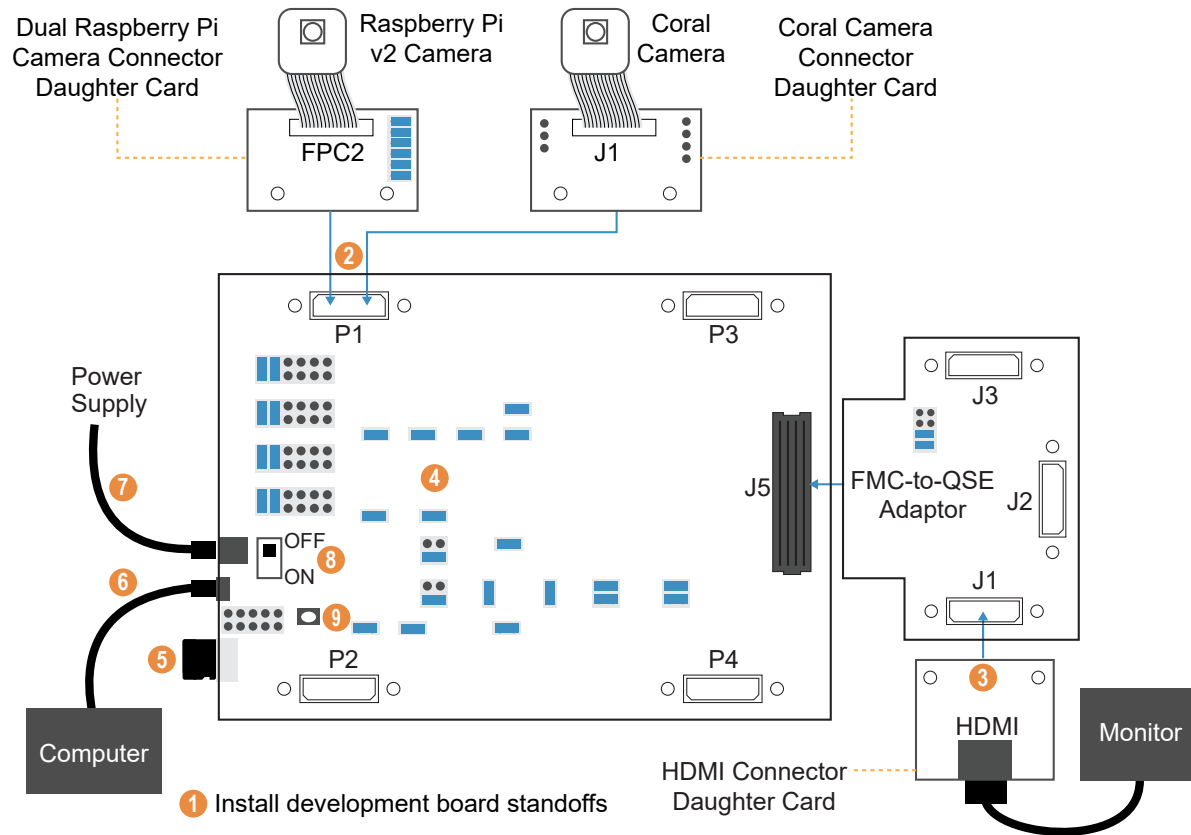 Dual Raspberry Pi
Camera Connector
Daughter Card
Raspberry Pi
v2 Camera
Coral
Camera
Coral Camera
Connector
Daughter Card
FPC2
J1
2
P1
P3
J3
Power
Supply
4
J5
FMC-to-QSE
Adaptor
J2
7
OFF
8
ON
6
J1
9
5
P2
P4
3
HDMI
Computer
Monitor
HDMI Connector
Daughter Card
1 Install development board standoffs